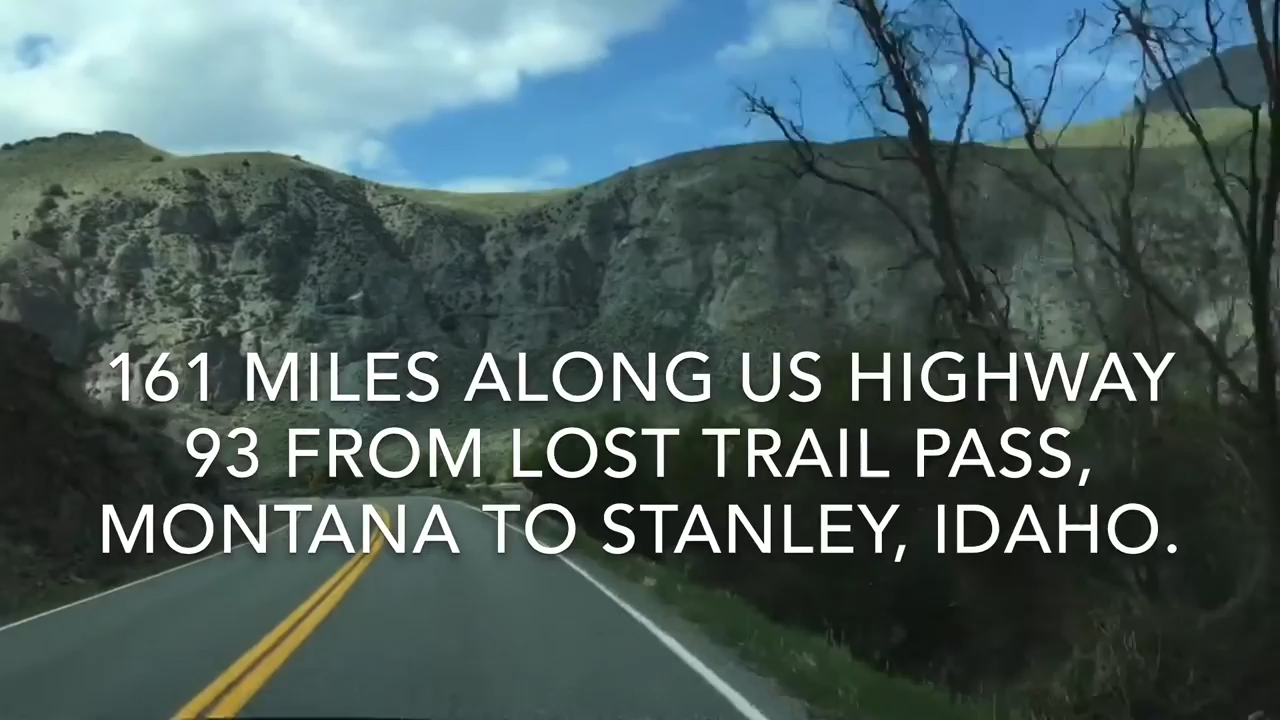 161 MILES ALONG US HIGHWAY
93 FROM LOST TRAIL PASS,
MONTANA TO STANLEY, IDAHO.